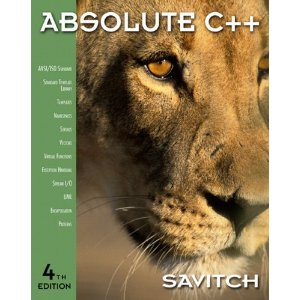 ABSOLUTE C++
ANSI/ISO STANDARD
STANDARD TEMPLATE
LIBRARY
TEMPLATES
NAMESPACES
STRINGS
VECTORS
VIRTUAL FUNCTIONS
EXCEPTION HANDLING
STREAM I/O
UML
ENCAPSULATION
PATTERNS
4TH
EDITION
SAVITCH